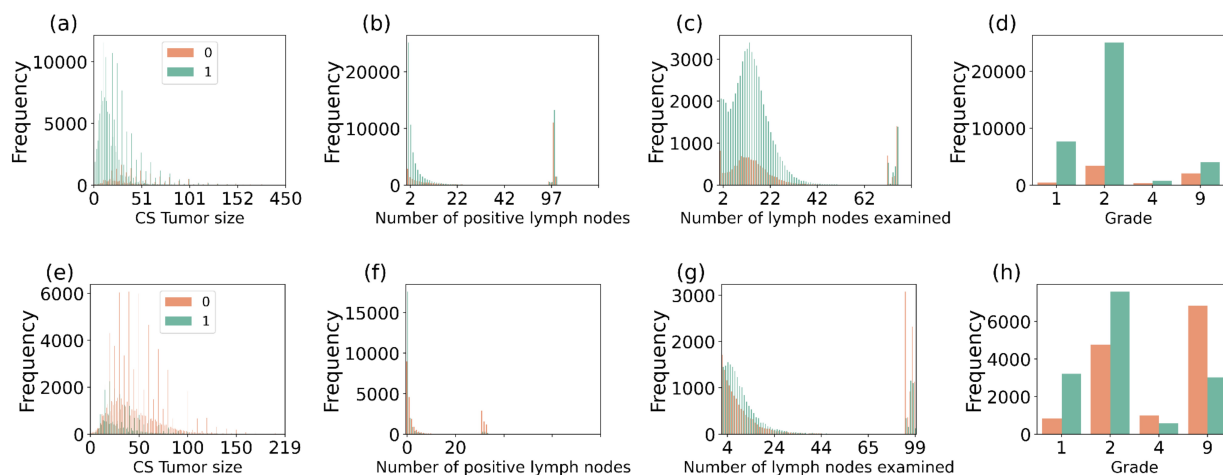 (a)
Frequency
10000
5000
0
0
1
0 51 101 152 450
CS Tumor size
(b)
Frequency
20000
10000
0
2 22 97
Number of positive lymph nodes
(c)
Frequency
3000
2000
1000
0
2 22 42 62
Number of lymph nodes examined
(d)
Frequency
20000
10000
0
1 2 4 9
Grade
(e)
Frequency
6000
4000
2000
0
0
1
0 50 100 150 219
CS Tumor size
(f)
Frequency
15000
10000
5000
0
0 20
Number of positive lymph nodes
(g)
Frequency
3000
2000
1000
0
4 24 44 65 99
Number of lymph nodes examined
(h)
Frequency
6000
4000
2000
0
1 2 4 9
Grade